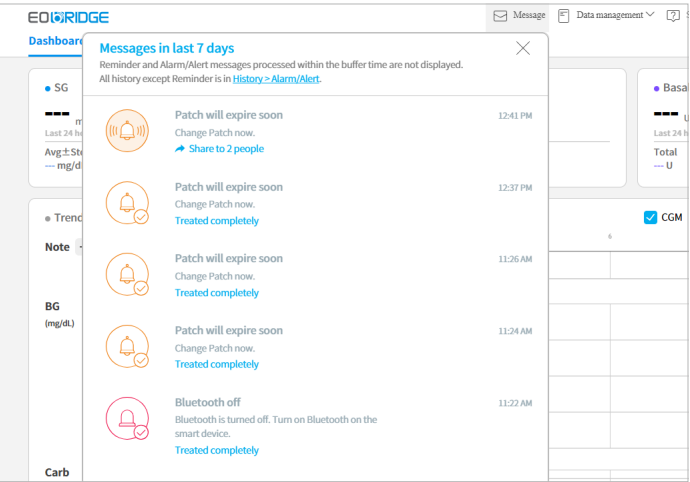 EOBRIDGE
Message
Data management
?
Dashboar
Messages in last 7 days
Reminder and Alarm/Alert messages processed within the buffer time are not displayed.
All history except Reminder is in History > Alarm/Alert.
SG
---
Last 24 h
Avg±St
--- mg/d
Basa
---
Last 24 h
Total
--- U
Patch will expire soon
12:41 PM
Change Patch now.
Share to 2 people
Patch will expire soon
12:37 PM
Change Patch now.
Treated completely
Trend
CGM
6
Note
Patch will expire soon
11:26 AM
Change Patch now.
Treated completely
BG
(mg/dL)
Patch will expire soon
11:24 AM
Change Patch now.
Treated completely
Bluetooth off
11:22 AM
Bluetooth is turned off. Turn on Bluetooth on the
smart device.
Treated completely
Carb